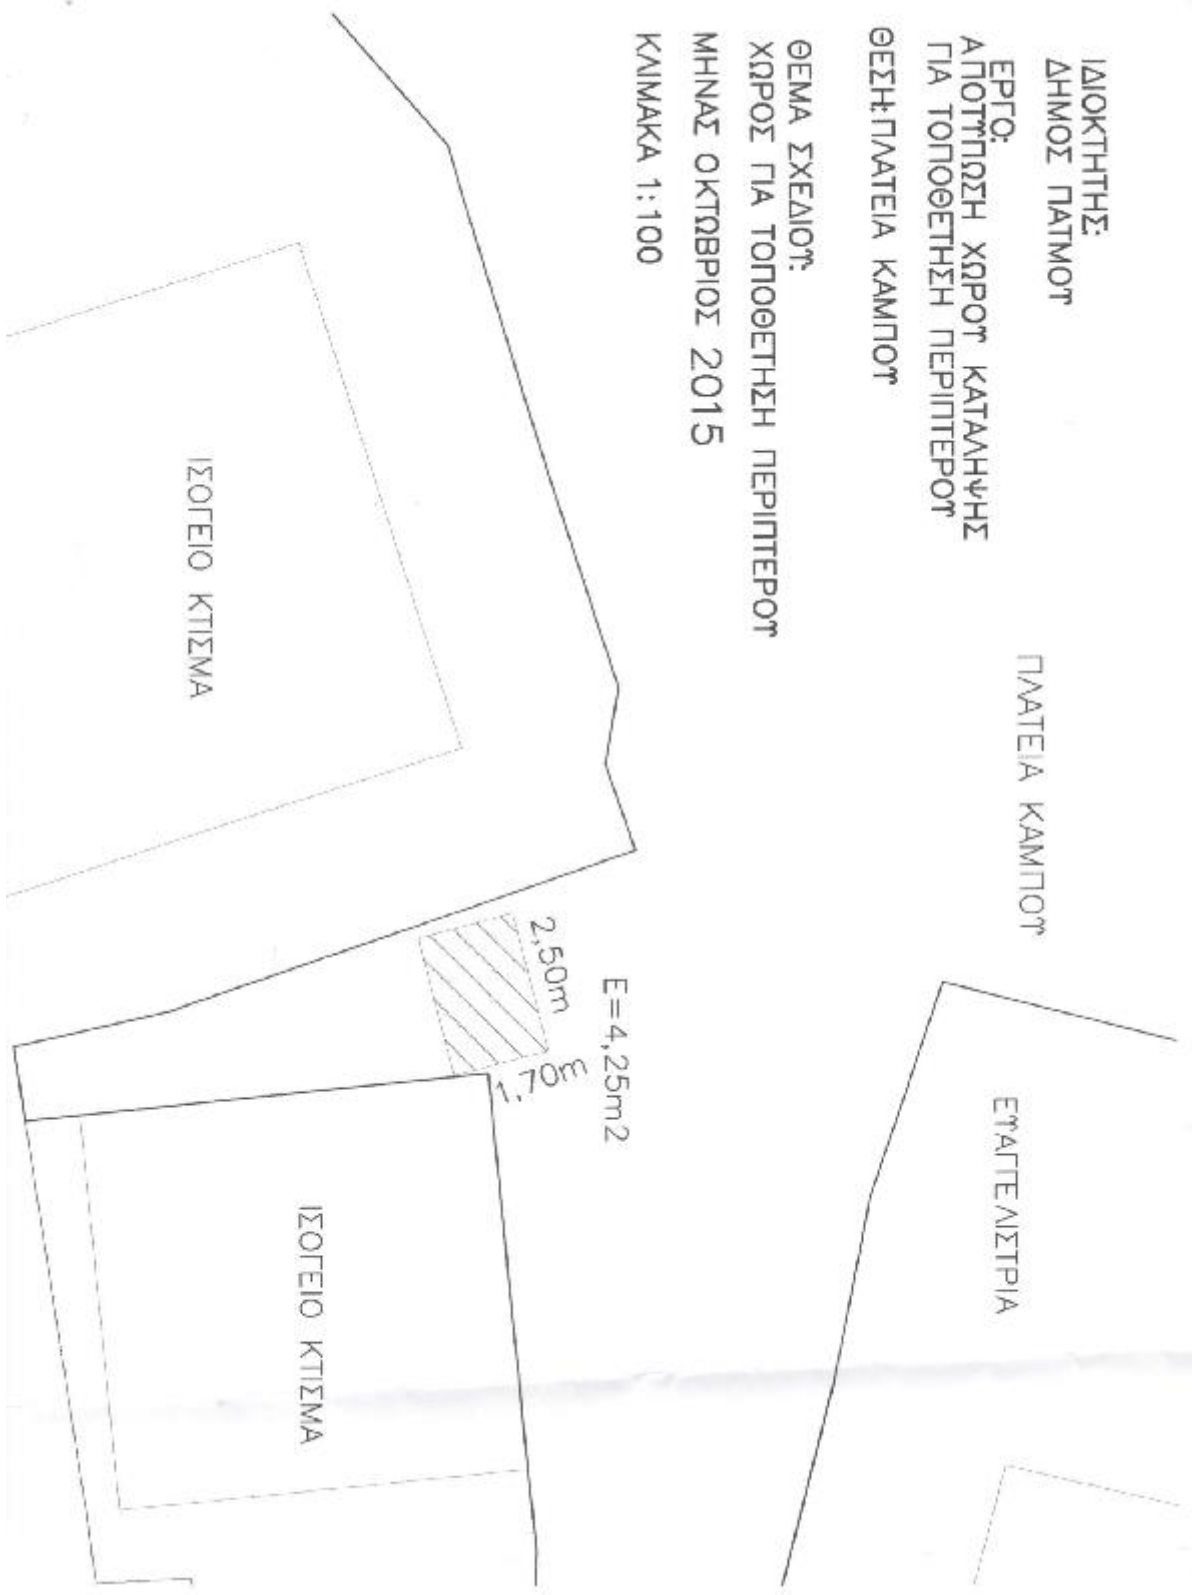 ΙΔΙΟΚΤΗΤΗΣ:
ΔΗΜΟΣ ΠΑΤΜΟΥ
ΕΡΓΟ:
ΑΠΟΤΥΠΩΣΗ ΧΩΡΟΥ ΚΑΤΑΛΗΨΗΣ
ΓΙΑ ΤΟΠΟΘΕΤΗΣΗ ΠΕΡΙΠΤΕΡΟΥ
ΘΕΣΗ:ΠΛΑΤΕΙΑ ΚΑΜΠΟΥ
ΘΕΜΑ ΣΧΕΔΙΟΥ:
ΧΩΡΟΣ ΓΙΑ ΤΟΠΟΘΕΤΗΣΗ ΠΕΡΙΠΤΕΡΟΥ
ΜΗΝΑΣ ΟΚΤΩΒΡΙΟΣ 2015
ΚΛΙΜΑΚΑ 1:100
ΠΛΑΤΕΙΑ ΚΑΜΠΟΥ
ΕΥΑΓΓΕΛΙΣΤΡΙΑ
E=4,25m2
2,50m
1.70m
ΙΣΟΓΕΙΟ ΚΤΙΣΜΑ
ΙΣΟΓΕΙΟ ΚΤΙΣΜΑ